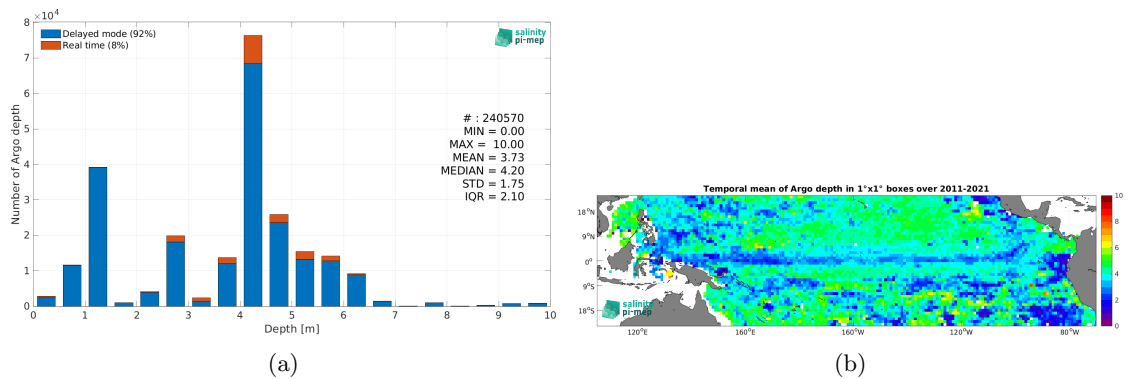 ×10⁴
8
7
6
5
4
3
2
1
0
Number of Argo depth
Delayed mode (92%)
Real time (8%)
salinity
pi-mep
# : 240570
MIN = 0.00
MAX = 10.00
MEAN = 3.73
MEDIAN = 4.20
STD = 1.75
IQR = 2.10
0 1 2 3 4 5 6 7 8 9 10
Depth [m]
(a)
Temporal mean of Argo depth in 1°x1° boxes over 2011-2021
18°N
9°N
0°
9°S
18°S
salinity
pi-mep
120°E 160°E 160°W 120°W 80°W
10
8
6
4
2
0
(b)